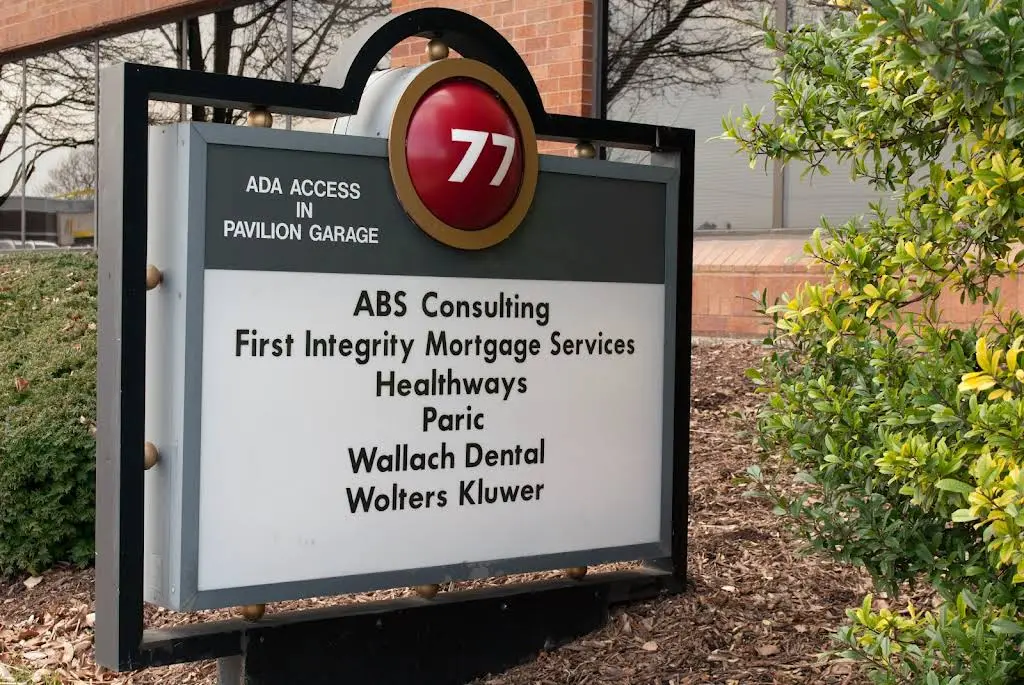 77
ADA ACCESS
IN
PAVILION GARAGE
ABS Consulting
First Integrity Mortgage Services
Healthways
Paric
Wallach Dental
Wolters Kluwer